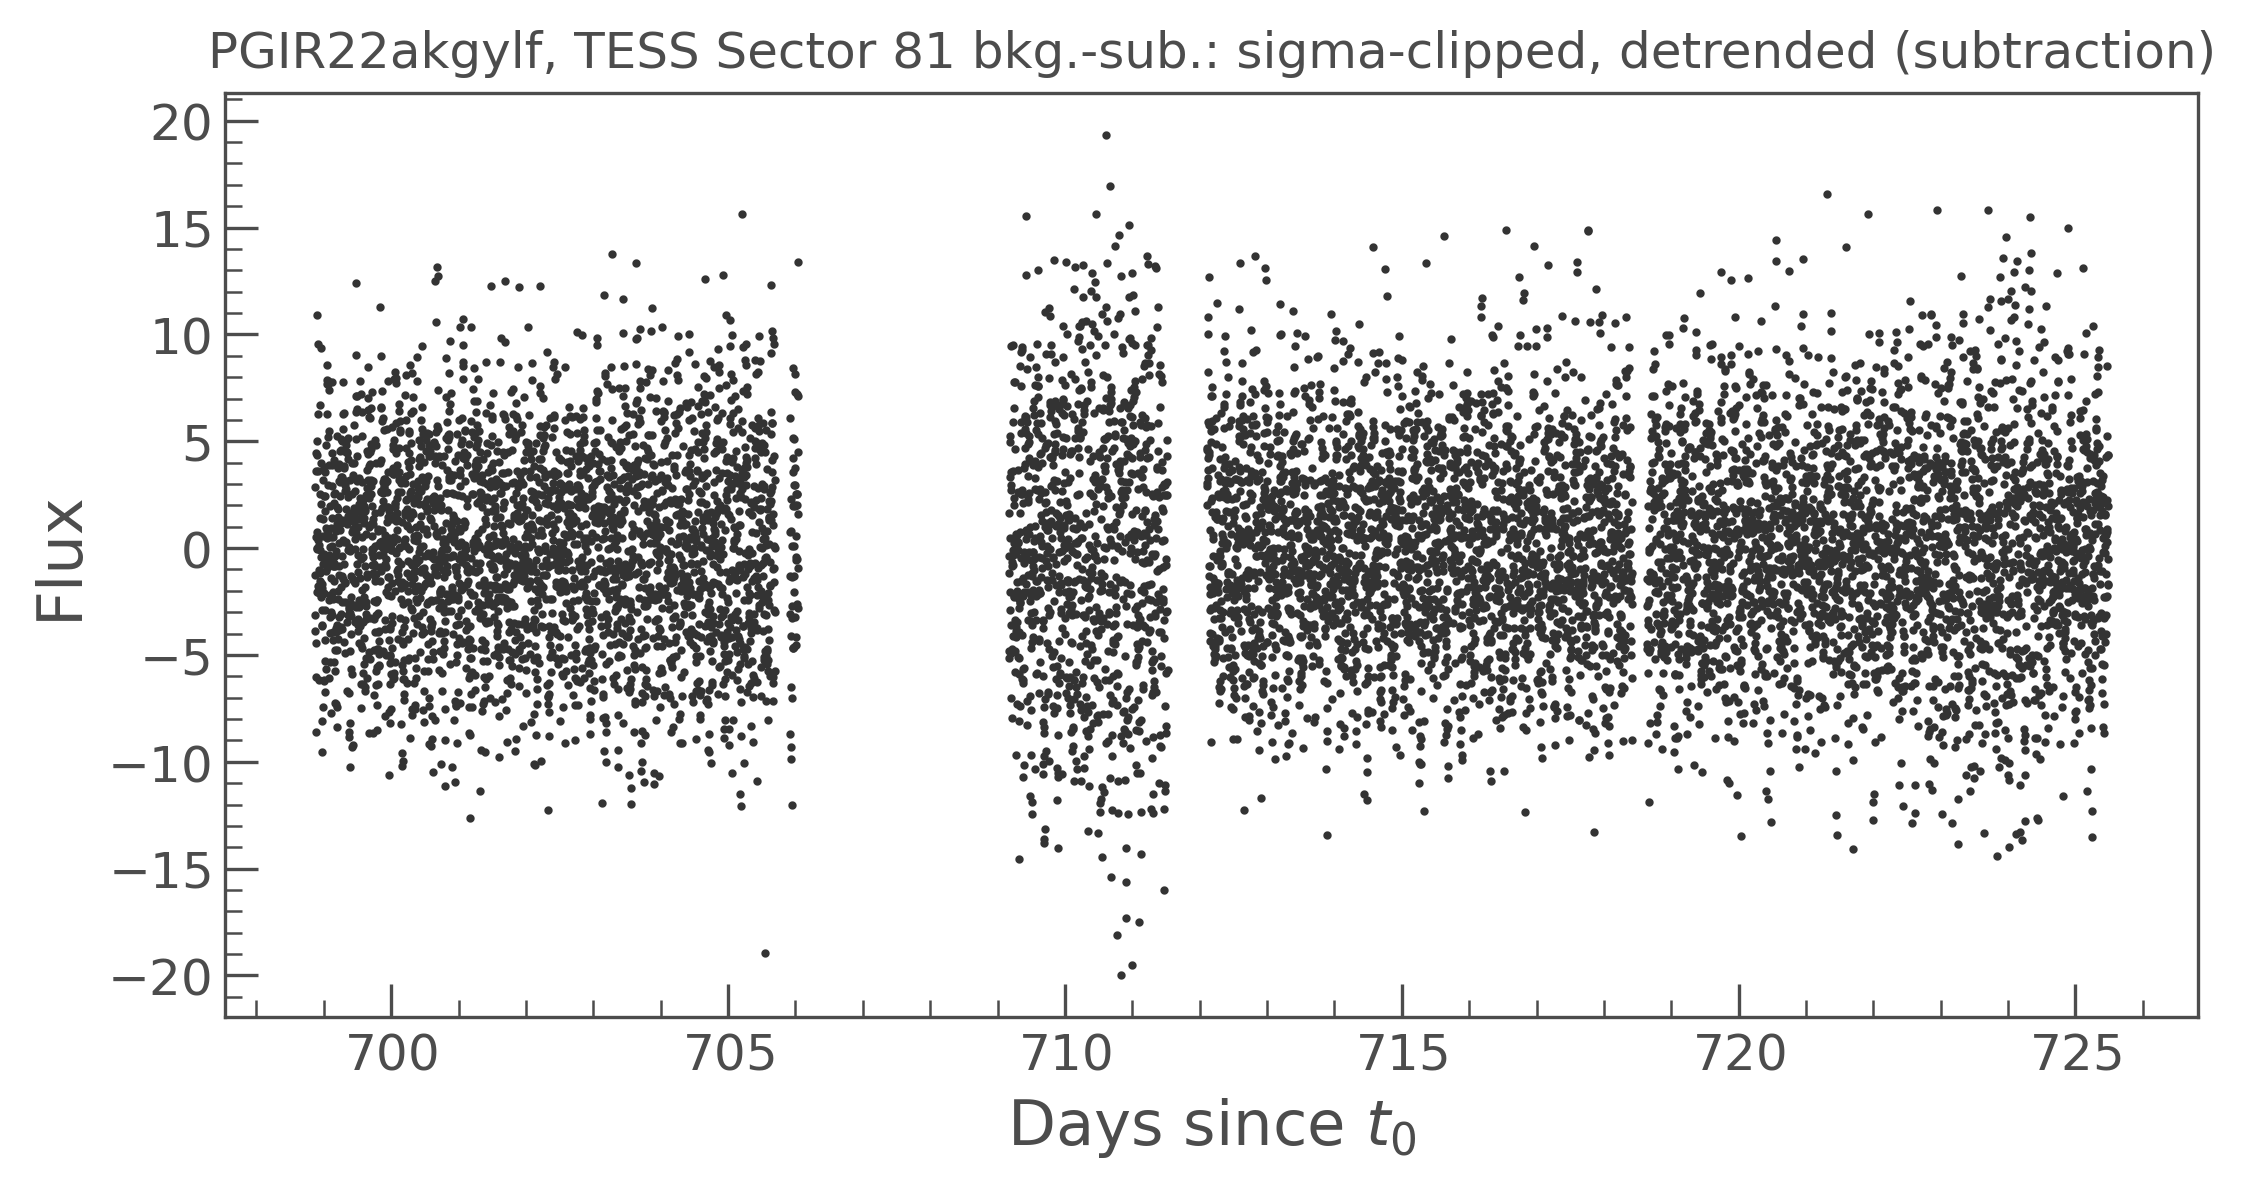 PGIR22akgylf, TESS Sector 81 bkg.-sub.: sigma-clipped, detrended (subtraction)
20
15
10
5
0
−5
−10
−15
−20
Flux
700 705 710 715 720 725
Days since t₀